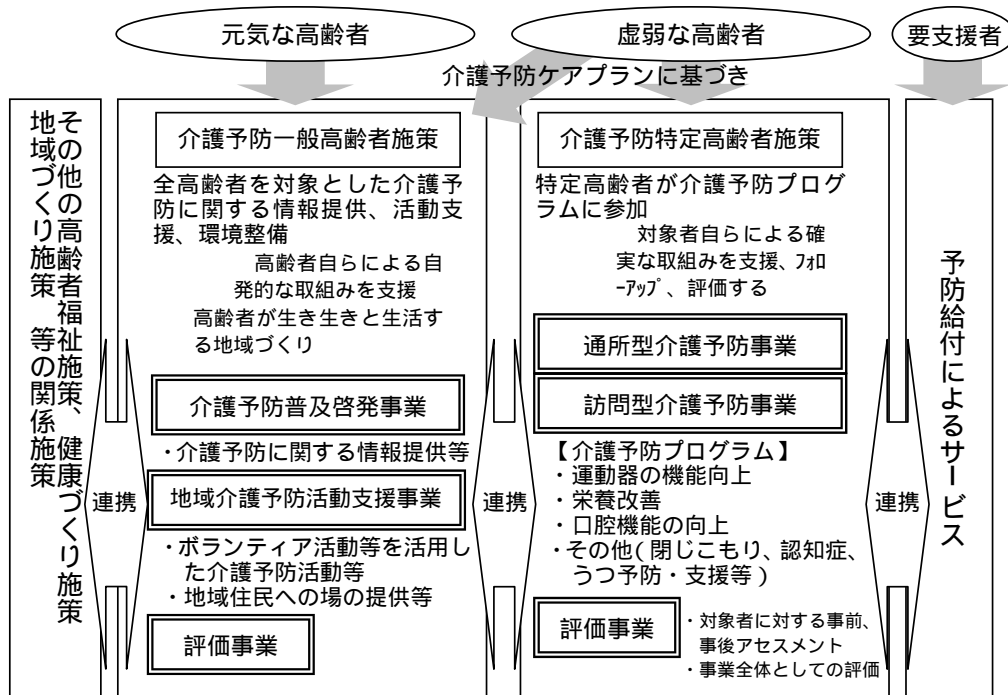 元気な高齢者
虚弱な高齢者
要支援者
介護予防ケアプランに基づき
その他の高齢者福祉施策、健康づくり施策
地域づくり施策 等の関係施策
連携
介護予防一般高齢者施策
全高齢者を対象とした介護予
防に関する情報提供、活動支
援、環境整備
高齢者自らによる自
発的な取組みを支援
高齢者が生き生きと生活す
る地域づくり
介護予防普及啓発事業
・介護予防に関する情報提供等
地域介護予防活動支援事業
・ボランティア活動等を活用し
た介護予防活動等
・地域住民への場の提供等
評価事業
連携
介護予防特定高齢者施策
特定高齢者が介護予防プログ
ラムに参加
対象者自らによる確
実な取組みを支援、ﾌｫﾛ
ｰｱｯﾌﾟ、評価する
通所型介護予防事業
訪問型介護予防事業
【介護予防プログラム】
・運動器の機能向上
・栄養改善
・口腔機能の向上
・その他(閉じこもり、認知症、
うつ予防・支援等)
評価事業
・対象者に対する事前、
事後アセスメント
・事業全体としての評価
連携
予防給付によるサービス